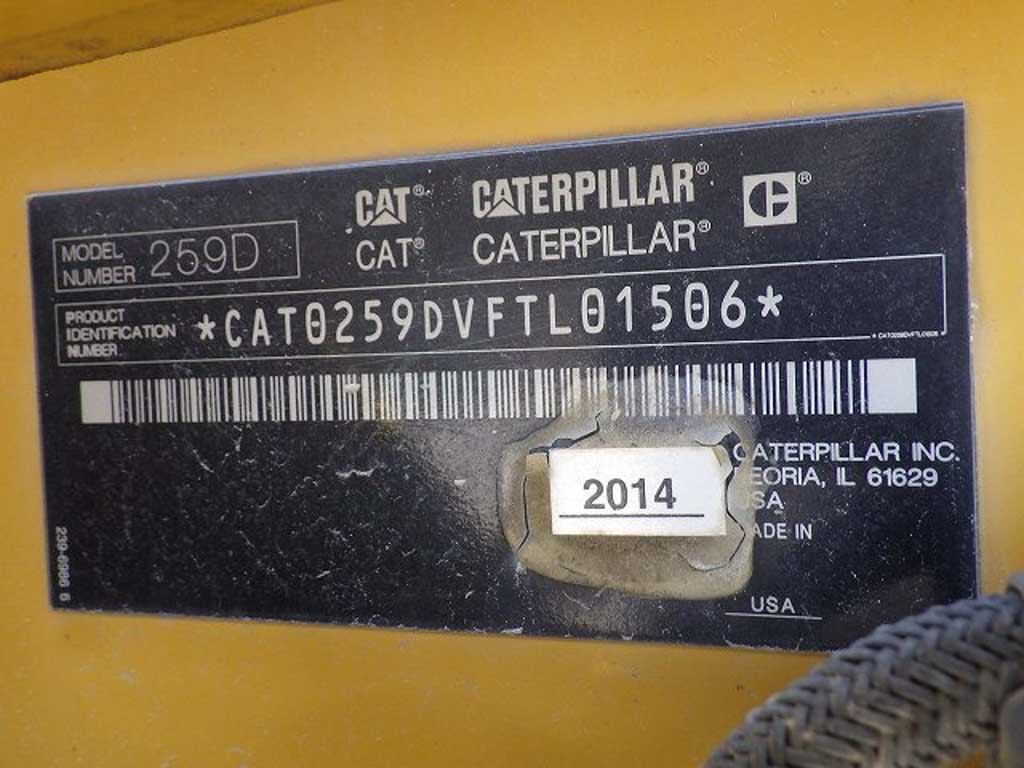 CAT® CATERPILLAR® ®
CAT® CATERPILLAR®
MODEL
NUMBER 259D
PRODUCT
IDENTIFICATION
NUMBER
*CAT0259DVFTL01506*
*CAT0259DVFTL01506*
CATERPILLAR INC.
EORIA, IL 61629
USA
ADE IN
2014
USA